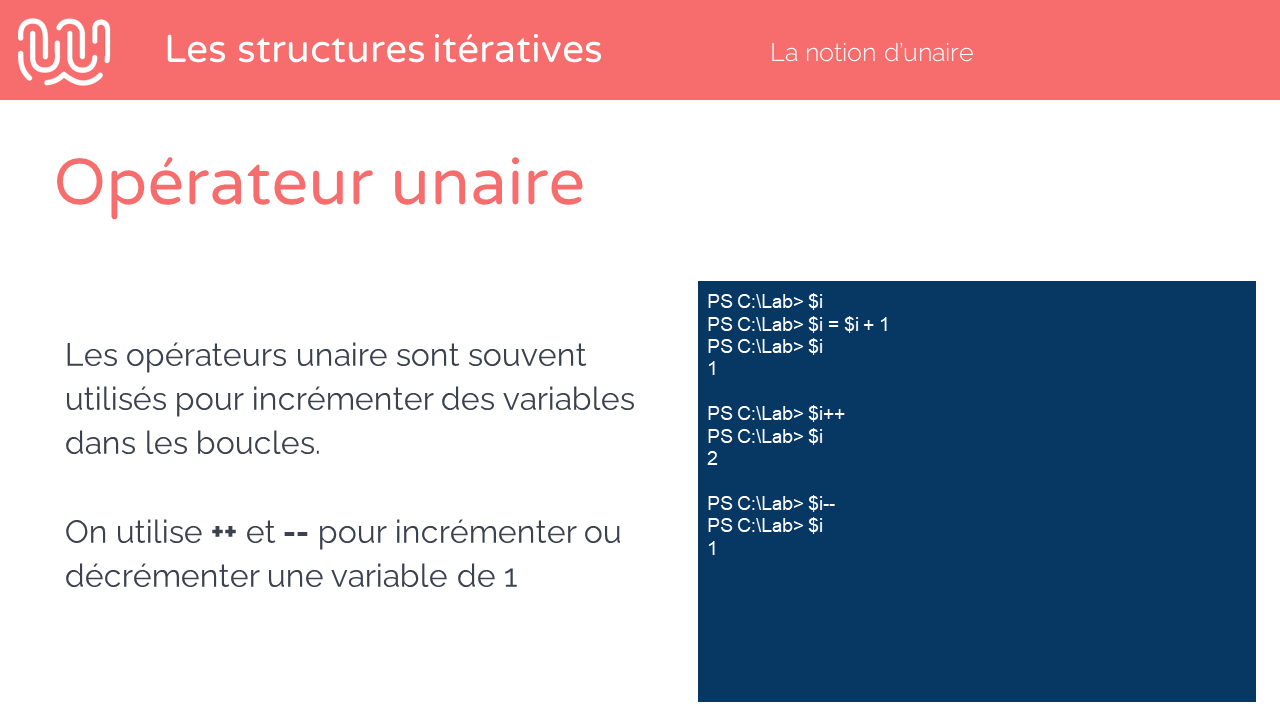 Les structures itératives
La notion d'unaire
Opérateur unaire
Les opérateurs unaire sont souvent
utilisés pour incrémenter des variables
dans les boucles.
On utilise ++ et -- pour incrémenter ou
décrémenter une variable de 1
PS C:\Lab> $i
PS C:\Lab> $i = $i + 1
PS C:\Lab> $i
1
PS C:\Lab> $i++
PS C:\Lab> $i
2
PS C:\Lab> $i--
PS C:\Lab> $i
1